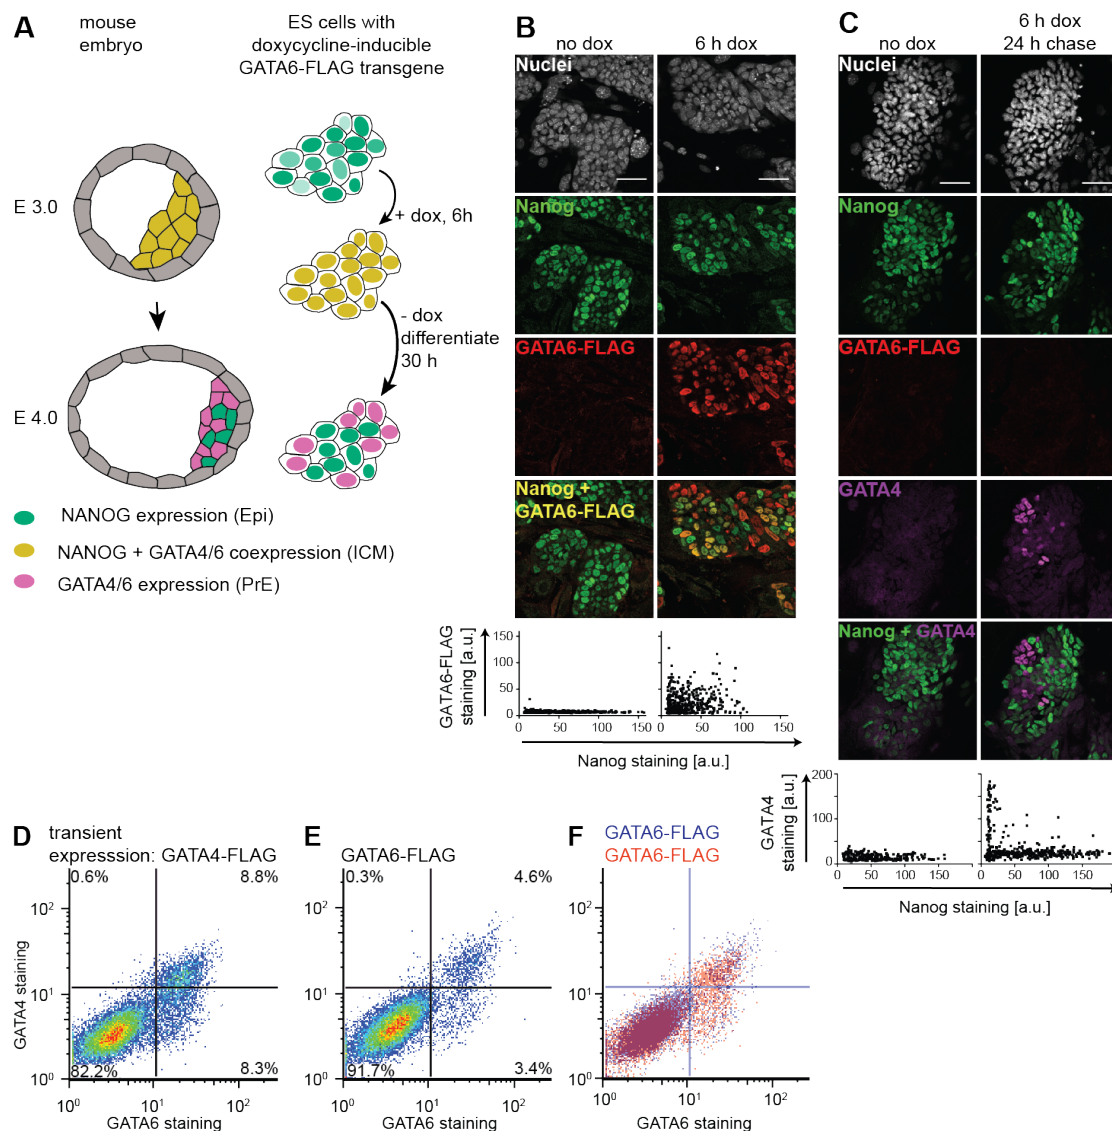 A
mouse
embryo
ES cells with
doxycycline-inducible
GATA6-FLAG transgene
E 3.0
+ dox, 6h
- dox
differentiate
30 h
E 4.0
NANOG expression (Epi)
NANOG + GATA4/6 coexpression (ICM)
GATA4/6 expression (PrE)
B
no dox
6 h dox
Nuclei
Nanog
GATA6-FLAG
Nanog +
GATA6-FLAG
GATA6-FLAG
staining [a.u.]
150
100
50
0
0 50 100 150
0 50 100 150
Nanog staining [a.u.]
C
no dox
6 h dox
24 h chase
Nuclei
Nanog
GATA6-FLAG
GATA4
Nanog + GATA4
GATA4
staining [a.u.]
200
100
0
0 50 100 150
0 50 100 150
Nanog staining [a.u.]
D
transient
expresssion: GATA4-FLAG
0.6% 8.8%
82.2% 8.3%
GATA4 staining
10²
10¹
10⁰
10⁰ 10¹ 10²
GATA6 staining
E
GATA6-FLAG
0.3% 4.6%
91.7% 3.4%
10²
10¹
10⁰
10⁰ 10¹ 10²
GATA6 staining
F
GATA6-FLAG
GATA6-FLAG
10²
10¹
10⁰
10⁰ 10¹ 10²
GATA6 staining